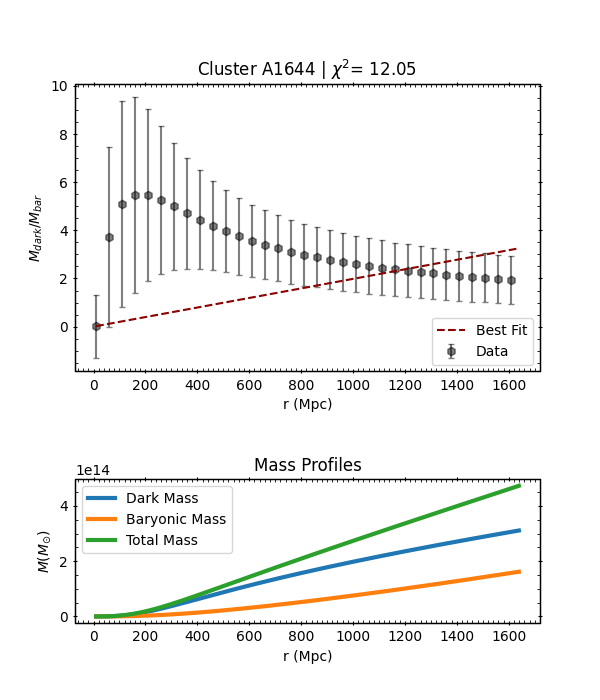 Cluster A1644 | χ²= 12.05
10
8
6
4
2
0
M_dark/M_bar
Best Fit
Data
0 200 400 600 800 1000 1200 1400 1600
r (Mpc)
Mass Profiles
1e14
4
2
0
M(M_⊙)
Dark Mass
Baryonic Mass
Total Mass
0 200 400 600 800 1000 1200 1400 1600
r (Mpc)